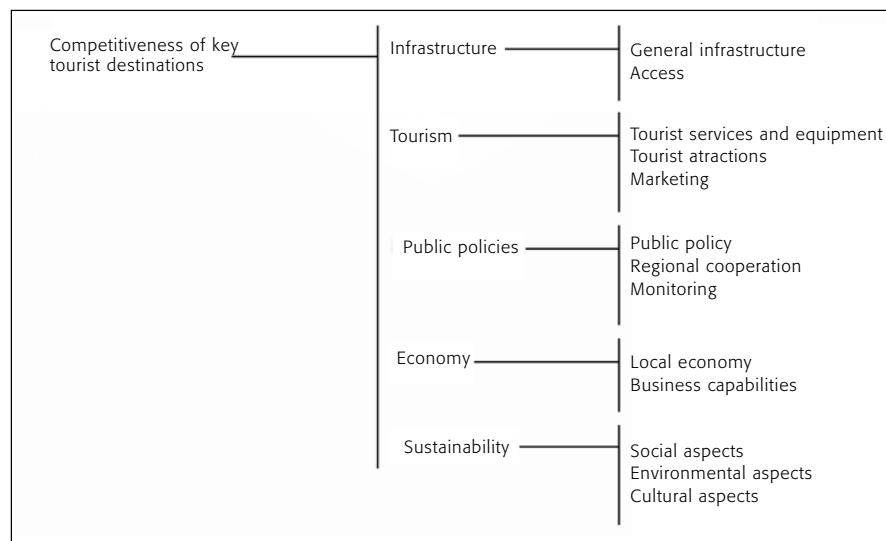 Competitiveness of key
tourist destinations
Infrastructure
General infrastructure
Access
Tourism
Tourist services and equipment
Tourist atractions
Marketing
Public policies
Public policy
Regional cooperation
Monitoring
Economy
Local economy
Business capabilities
Sustainability
Social aspects
Environmental aspects
Cultural aspects